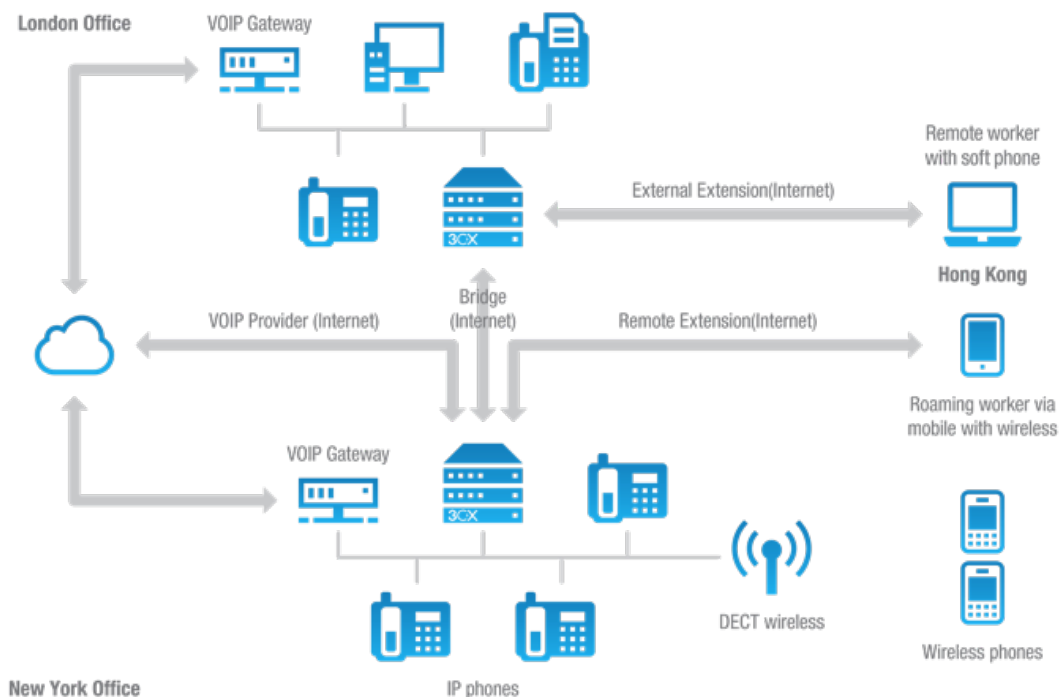 London Office
VOIP Gateway
Remote worker
with soft phone
External Extension(Internet)
3CX
Hong Kong
Bridge
(Internet)
VOIP Provider (Internet)
Remote Extension(Internet)
Roaming worker via
mobile with wireless
VOIP Gateway
3CX
DECT wireless
Wireless phones
New York Office
IP phones